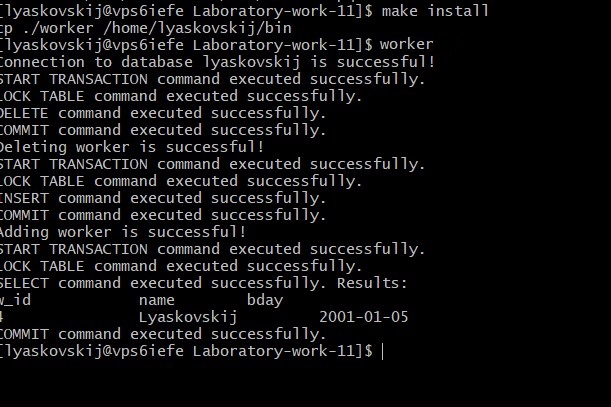 [lyaskovskij@vps6iefe Laboratory-work-11]$ make install
cp ./worker /home/lyaskovskij/bin
[lyaskovskij@vps6iefe Laboratory-work-11]$ worker
Connection to database lyaskovskij is successful!
START TRANSACTION command executed successfully.
LOCK TABLE command executed successfully.
DELETE command executed successfully.
COMMIT command executed successfully.
Deleting worker is successful!
START TRANSACTION command executed successfully.
LOCK TABLE command executed successfully.
INSERT command executed successfully.
COMMIT command executed successfully.
Adding worker is successful!
START TRANSACTION command executed successfully.
LOCK TABLE command executed successfully.
SELECT command executed successfully. Results:
w_id name bday
4 Lyaskovskij 2001-01-05
COMMIT command executed successfully.
[lyaskovskij@vps6iefe Laboratory-work-11]$